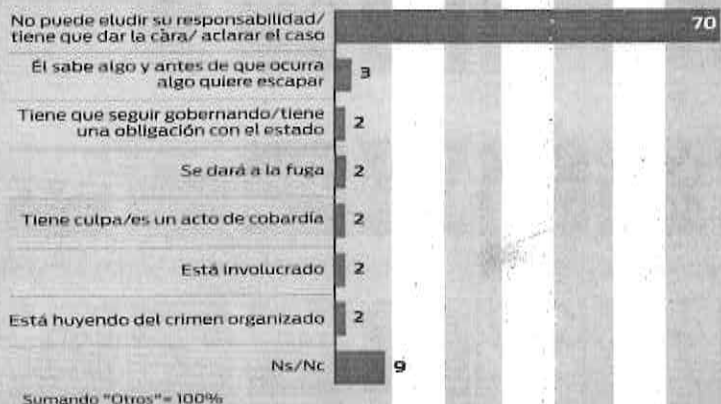 No puede eludir su responsabilidad/
tiene que dar la cara/ aclarar el caso
70
Él sabe algo y antes de que ocurra
algo quiere escapar
3
Tiene que seguir gobernando/tiene
una obligación con el estado
2
Se dará a la fuga
2
Tiene culpa/es un acto de cobardía
2
Está involucrado
2
Está huyendo del crimen organizado
2
Ns/Nc
9
Sumando "Otros"= 100%